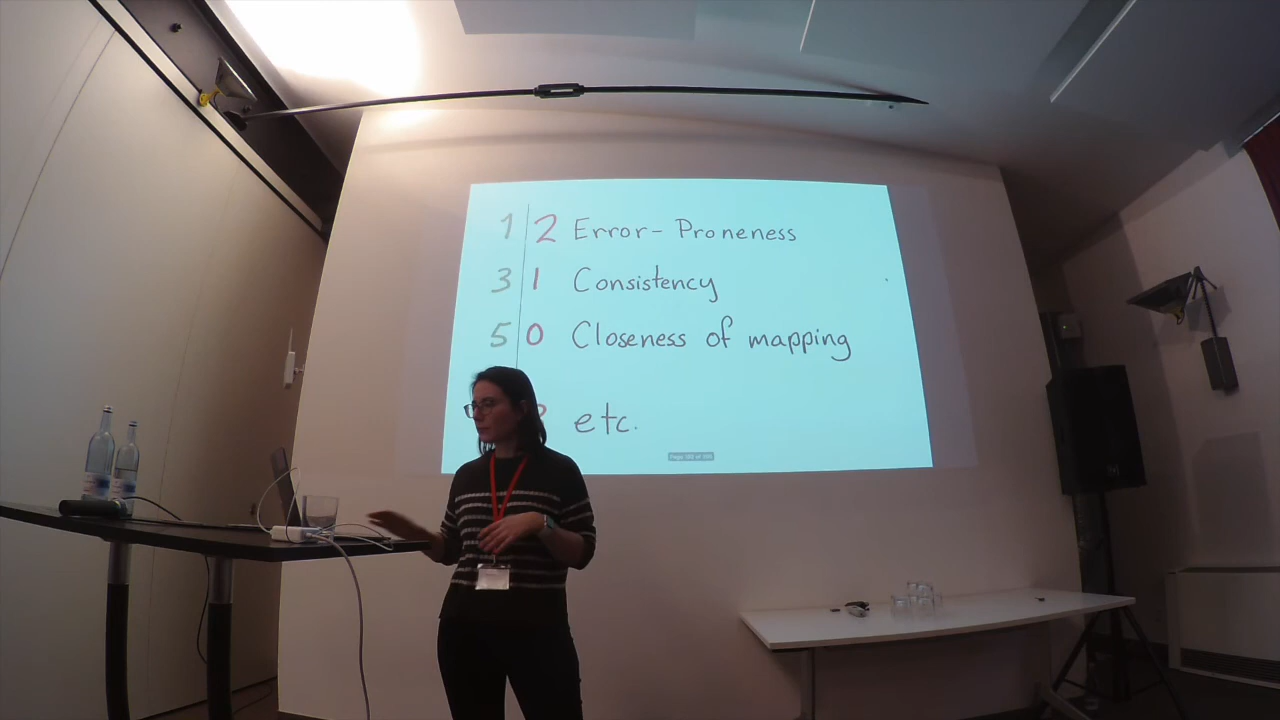 1 2 Error-Proneness
3 1 Consistency
5 0 Closeness of mapping
etc.